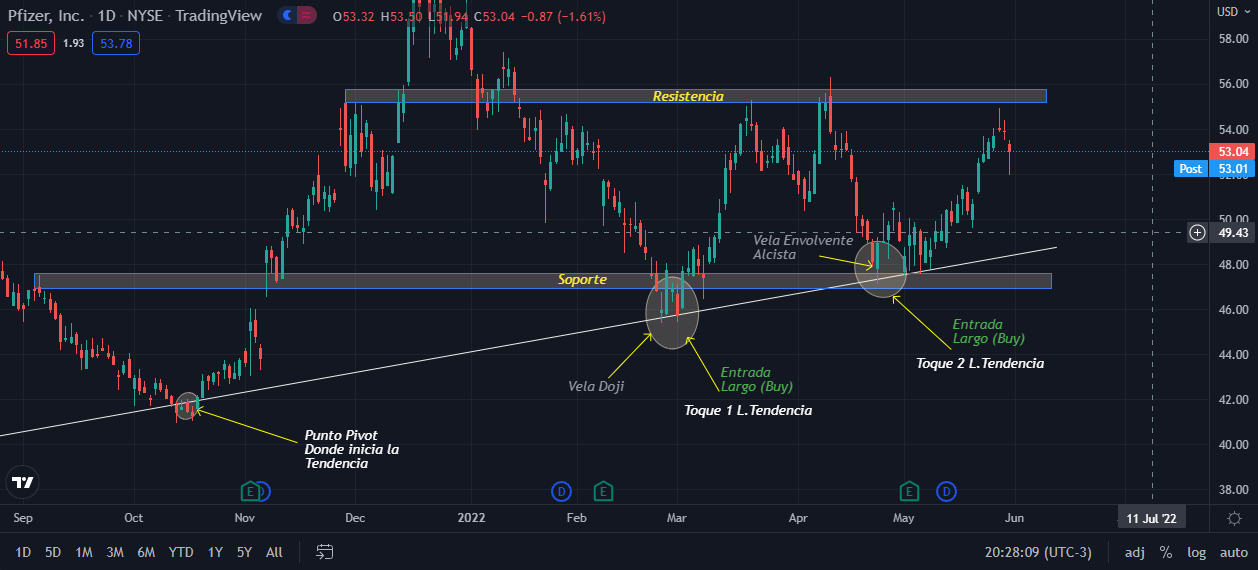 Pfizer, Inc. · 1D · NYSE · TradingView
O53.32 H53.50 L51.94 C53.04 −0.87 (−1.61%)
USD
51.85 1.93 53.78
58.00
56.00
Resistencia
54.00
53.04
Post 53.01
52.00
50.00
49.43
Vela Envolvente
Alcista
48.00
Soporte
46.00
Entrada
Largo (Buy)
44.00
Toque 2 L.Tendencia
Vela Doji
Entrada
Largo (Buy)
42.00
Toque 1 L.Tendencia
Punto Pivot
Donde inicia la
Tendencia
40.00
E D D E E D
38.00
Sep Oct Nov Dec 2022 Feb Mar Apr May Jun 11 Jul '22
1D 5D 1M 3M 6M YTD 1Y 5Y All 20:28:09 (UTC-3) adj % log auto